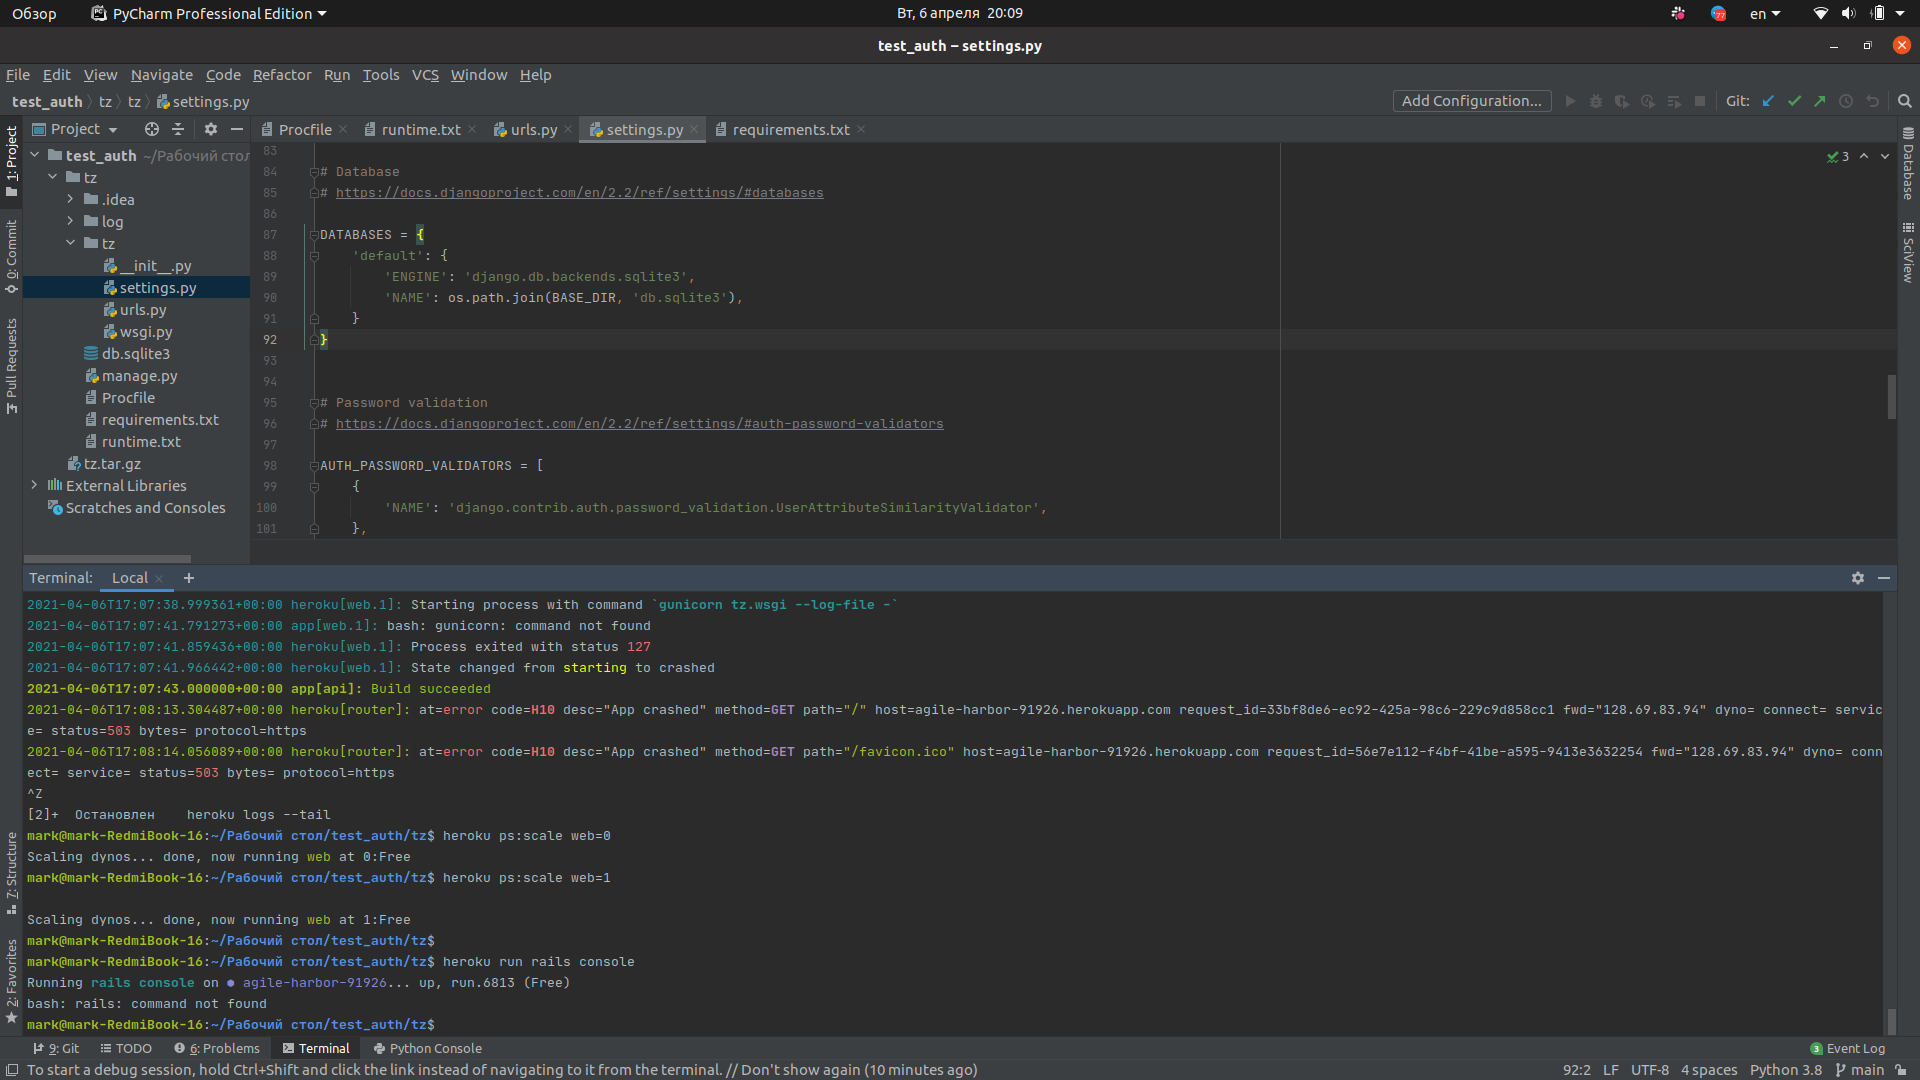 Обзор
PyCharm Professional Edition
Вт, 6 апреля 20:09
77
en
test_auth – settings.py
File Edit View Navigate Code Refactor Run Tools VCS Window Help
test_auth tz tz settings.py
Add Configuration...
Git:
1: Project
0: Commit
Pull Requests
7: Structure
2: Favorites
Project
test_auth ~/Рабочий стол
tz
.idea
log
tz
__init__.py
settings.py
urls.py
wsgi.py
db.sqlite3
manage.py
Procfile
requirements.txt
runtime.txt
tz.tar.gz
External Libraries
Scratches and Consoles
Procfile runtime.txt urls.py settings.py requirements.txt
3
Database
SciView
83
84 # Database
85 # https://docs.djangoproject.com/en/2.2/ref/settings/#databases
86
87 DATABASES = {
88 'default': {
89 'ENGINE': 'django.db.backends.sqlite3',
90 'NAME': os.path.join(BASE_DIR, 'db.sqlite3'),
91 }
92 }
93
94
95 # Password validation
96 # https://docs.djangoproject.com/en/2.2/ref/settings/#auth-password-validators
97
98 AUTH_PASSWORD_VALIDATORS = [
99 {
100 'NAME': 'django.contrib.auth.password_validation.UserAttributeSimilarityValidator',
101 },
Terminal: Local +
2021-04-06T17:07:38.999361+00:00 heroku[web.1]: Starting process with command `gunicorn tz.wsgi --log-file -`
2021-04-06T17:07:41.791273+00:00 app[web.1]: bash: gunicorn: command not found
2021-04-06T17:07:41.859436+00:00 heroku[web.1]: Process exited with status 127
2021-04-06T17:07:41.966442+00:00 heroku[web.1]: State changed from starting to crashed
2021-04-06T17:07:43.000000+00:00 app[api]: Build succeeded
2021-04-06T17:08:13.304487+00:00 heroku[router]: at=error code=H10 desc="App crashed" method=GET path="/" host=agile-harbor-91926.herokuapp.com request_id=33bf8de6-ec92-425a-98c6-229c9d858cc1 fwd="128.69.83.94" dyno= connect= servic
e= status=503 bytes= protocol=https
2021-04-06T17:08:14.056089+00:00 heroku[router]: at=error code=H10 desc="App crashed" method=GET path="/favicon.ico" host=agile-harbor-91926.herokuapp.com request_id=56e7e112-f4bf-41be-a595-9413e3632254 fwd="128.69.83.94" dyno= conn
ect= service= status=503 bytes= protocol=https
^Z
[2]+ Остановлен heroku logs --tail
mark@mark-RedmiBook-16:~/Рабочий стол/test_auth/tz$ heroku ps:scale web=0
Scaling dynos... done, now running web at 0:Free
mark@mark-RedmiBook-16:~/Рабочий стол/test_auth/tz$ heroku ps:scale web=1
Scaling dynos... done, now running web at 1:Free
mark@mark-RedmiBook-16:~/Рабочий стол/test_auth/tz$
mark@mark-RedmiBook-16:~/Рабочий стол/test_auth/tz$ heroku run rails console
Running rails console on ⬢ agile-harbor-91926... up, run.6813 (Free)
bash: rails: command not found
mark@mark-RedmiBook-16:~/Рабочий стол/test_auth/tz$
9: Git TODO 6: Problems Terminal Python Console
3 Event Log
To start a debug session, hold Ctrl+Shift and click the link instead of navigating to it from the terminal. // Don't show again (10 minutes ago)
92:2 LF UTF-8 4 spaces Python 3.8 main